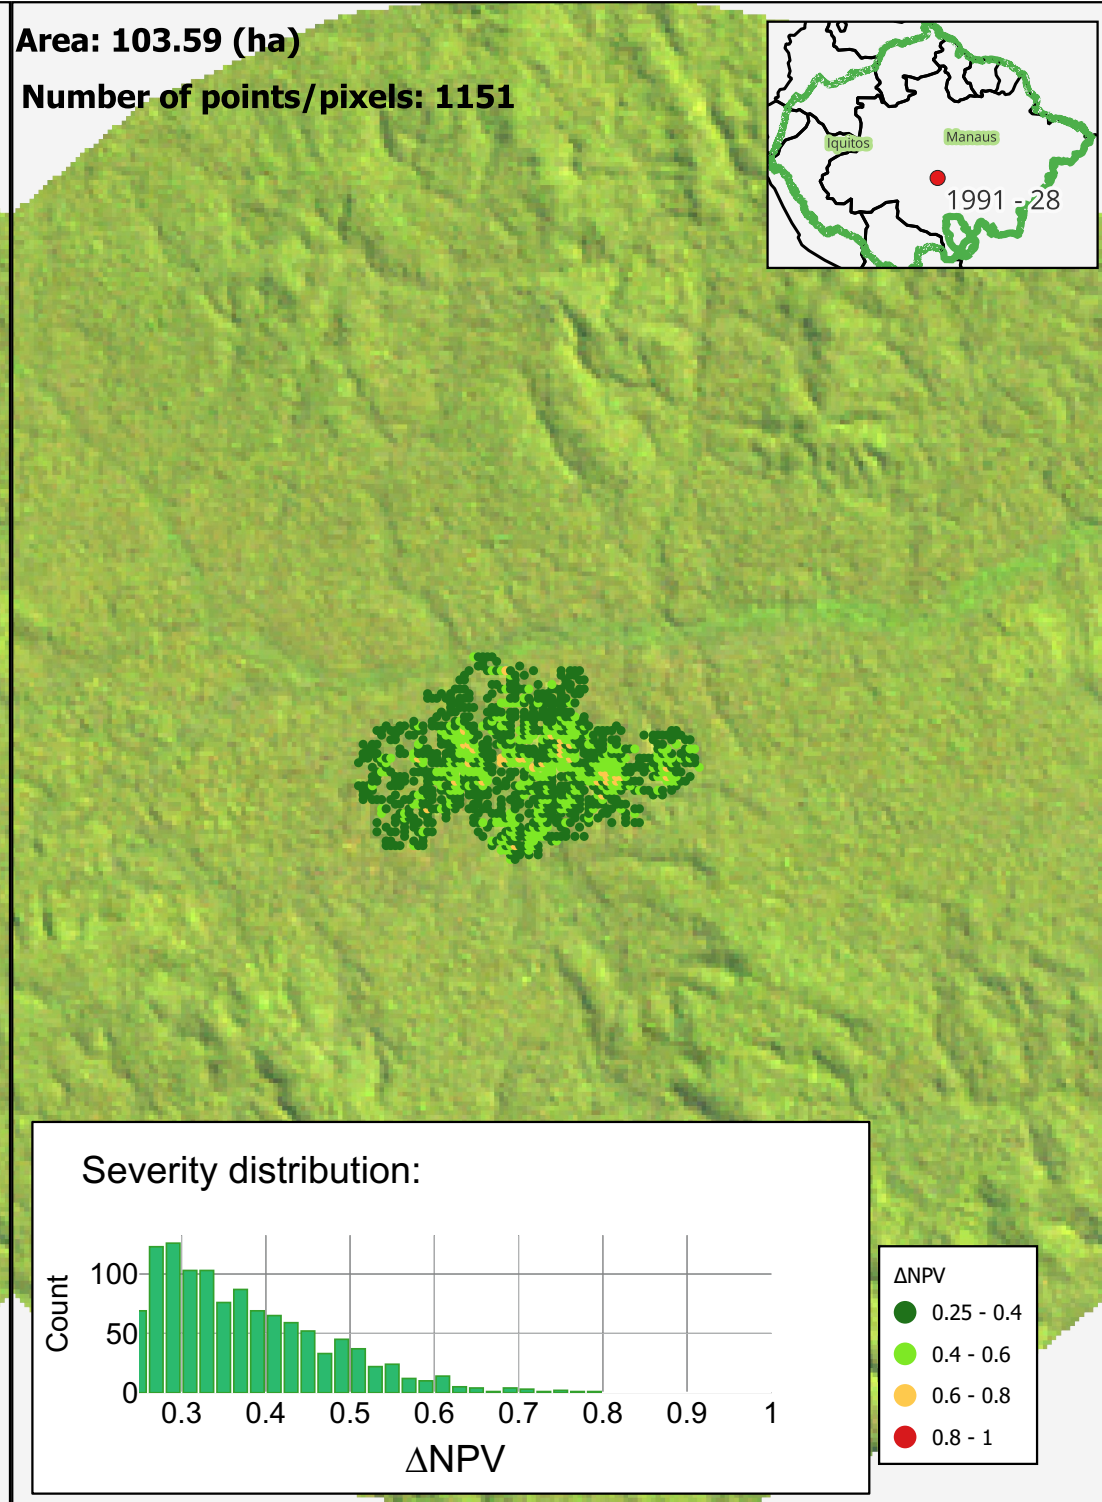 Area: 103.59 (ha)
Number of points/pixels: 1151
Iquitos
Manaus
1991 - 28
Severity distribution:
Count
100
50
0
0.3 0.4 0.5 0.6 0.7 0.8 0.9 1
ΔNPV
ΔNPV
0.25 - 0.4
0.4 - 0.6
0.6 - 0.8
0.8 - 1